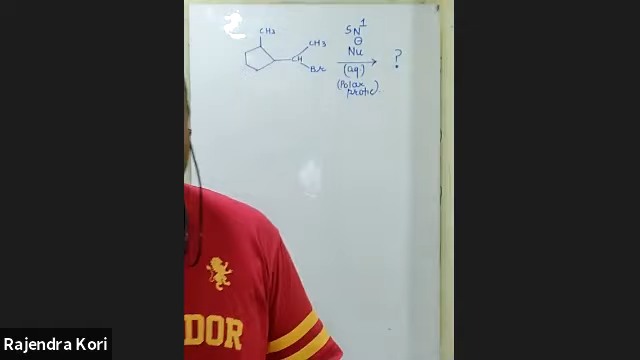 CH3
CH3
CH
Br
SN1
⊖
Nu
(aq.)
(Polar
protic).
?
DOR
Rajendra Kori